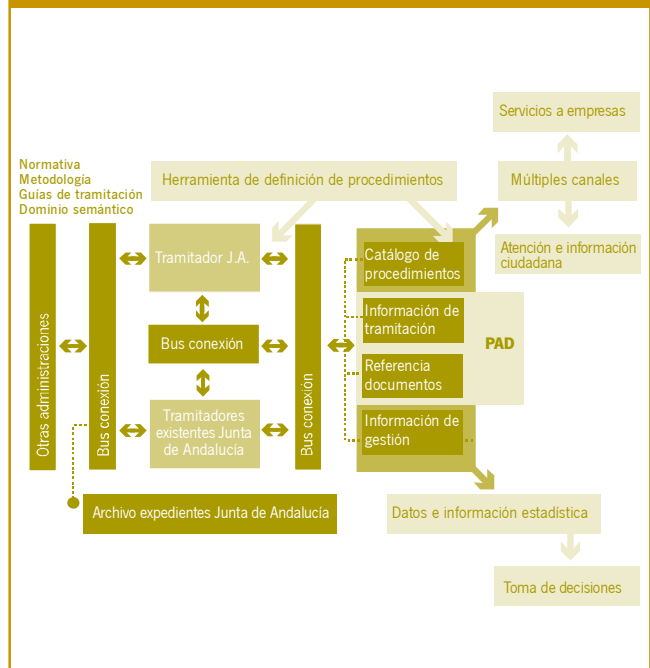 Servicios a empresas
Normativa
Metodología
Guías de tramitación
Dominio semántico
Herramienta de definición de procedimientos
Múltiples canales
Otras administraciones
Bus conexión
Tramitador J.A.
Bus conexión
Tramitadores
existentes Junta
de Andalucía
Bus conexión
Catálogo de
procedimientos
Información de
tramitación
Referencia
documentos
Información de
gestión
PAD
Atención e información
ciudadana
Archivo expedientes Junta de Andalucía
Datos e información estadística
Toma de decisiones